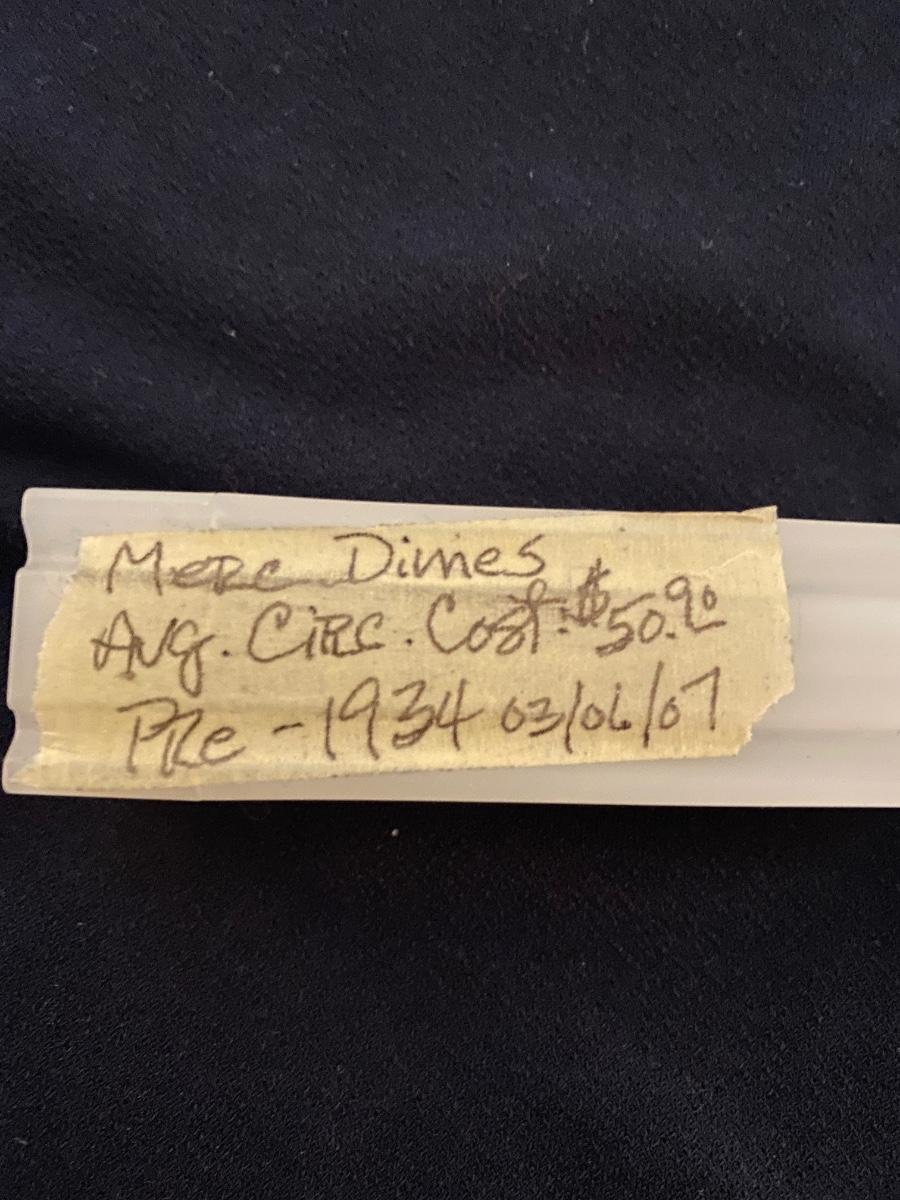 Merc Dimes
Avg. Circ. Cost. $50.90
Pre-1934 03/06/07